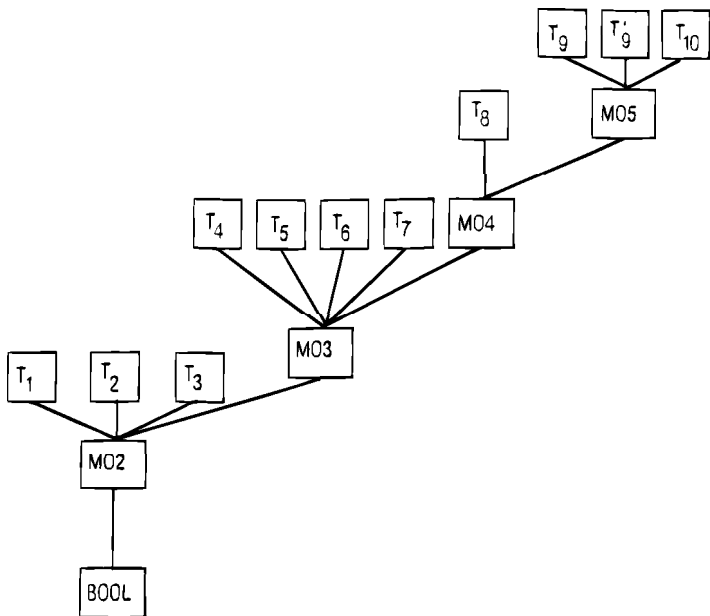 T9 T'9 T10
MO5
T8
T4 T5 T6 T7 MO4
MO3
T1 T2 T3
MO2
BOOL